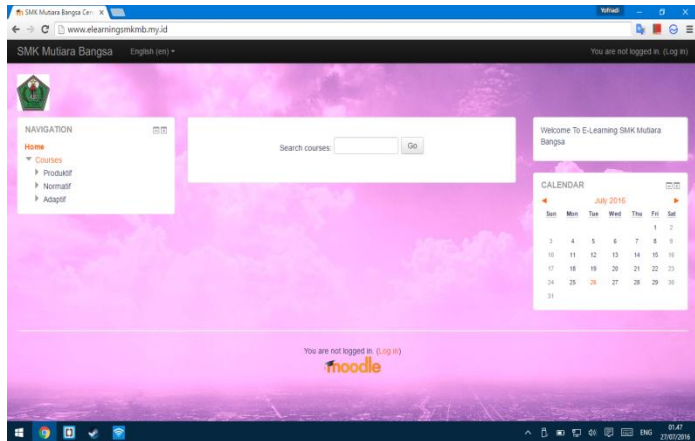 SMK Mutiara Bangsa Cen
Yofriadi
www.elearningsmkmb.my.id
SMK Mutiara Bangsa English (en)
You are not logged in. (Log in)
NAVIGATION
Home
Courses
Produktif
Normatif
Adaptif
Search courses: Go
Welcome To E-Learning SMK Mutiara
Bangsa
CALENDAR
July 2016
Sun Mon Tue Wed Thu Fri Sat
1 2
3 4 5 6 7 8 9
10 11 12 13 14 15 16
17 18 19 20 21 22 23
24 25 26 27 28 29 30
31
You are not logged in. (Log in)
moodle
ENG
01.47
27/07/2016